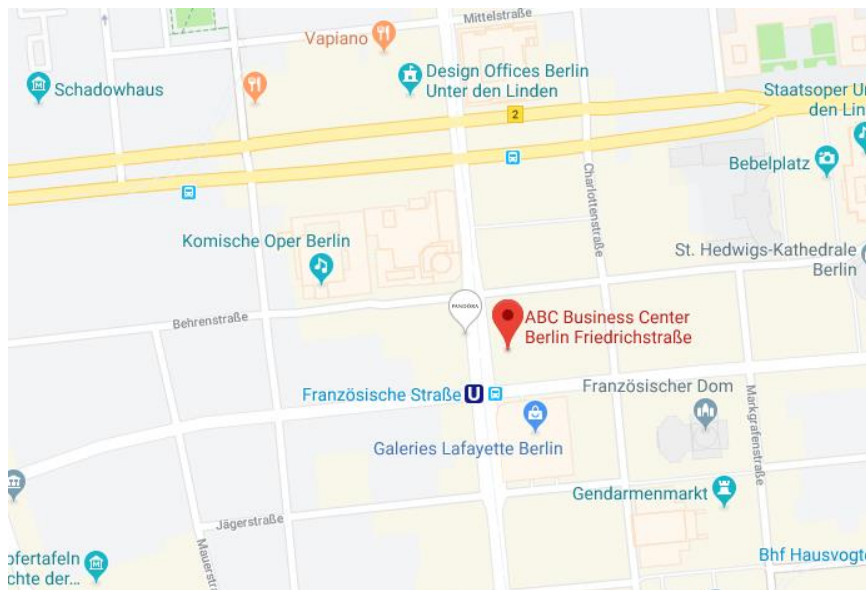 Mittelstraße
Vapiano
Design Offices Berlin
Unter den Linden
Schadowhaus
Staatsoper Un
den Lin
2
Bebelplatz
Charlottenstraße
Komische Oper Berlin
St. Hedwigs-Kathedrale
Berlin
PANDORA
ABC Business Center
Berlin Friedrichstraße
Behrenstraße
Französische Straße
U
Französischer Dom
Markgrafenstraße
Galeries Lafayette Berlin
Gendarmenmarkt
Jägerstraße
Mauerstr
ofertafeln
chte der...
Bhf Hausvogte